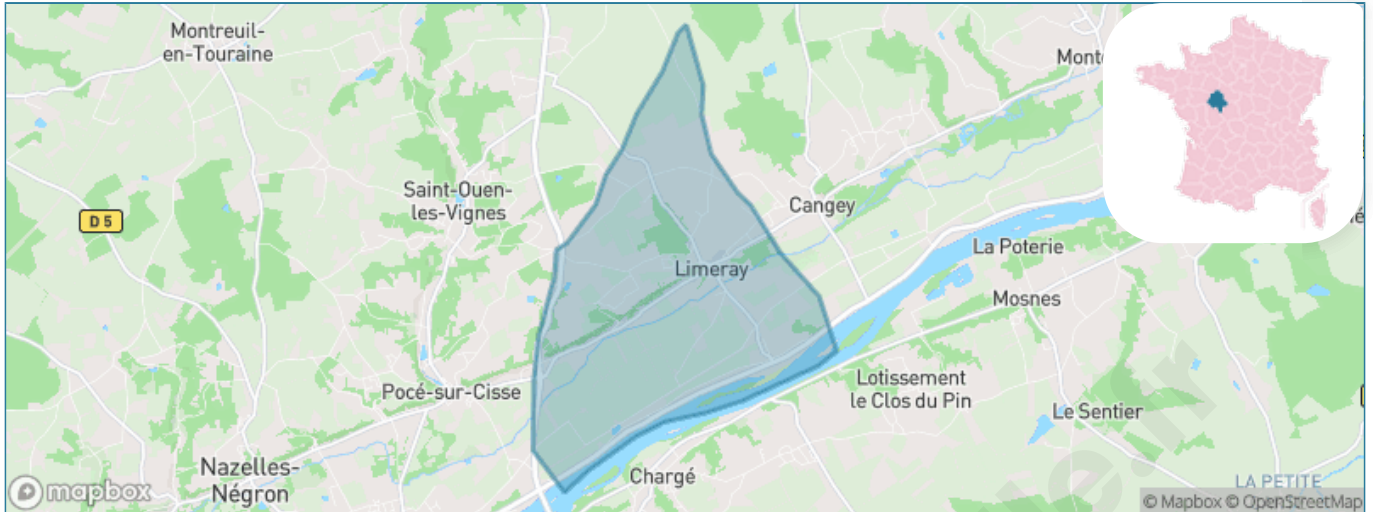 Montreuil-
en-Touraine
Mont
D 5
Saint-Ouen-
les-Vignes
Cangey
La Poterie
Limeray
Mosnes
Pocé-sur-Cisse
Lotissement
le Clos du Pin
Le Sentier
Nazelles-
Négron
Chargé
LA PETITE
mapbox
© Mapbox © OpenStreetMap